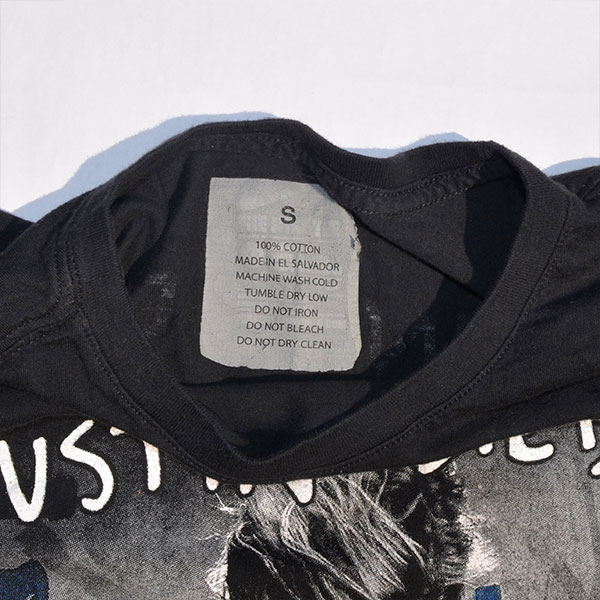 S
100% COTTON
MADE IN EL SALVADOR
MACHINE WASH COLD
TUMBLE DRY LOW
DO NOT IRON
DO NOT BLEACH
DO NOT DRY CLEAN